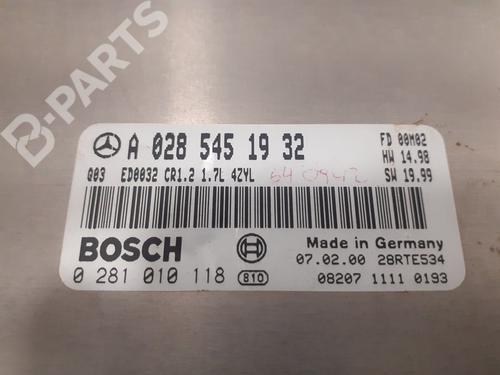 B-PARTS
A 028 545 19 32
FD 00M02
HW 14.98
SW 19.99
Q03 ED0032 CR1.2 1.7L 4ZYL
BOSCH
0 281 010 118
810
Made in Germany
07.02.00 28RTE534
08207 1111 0193